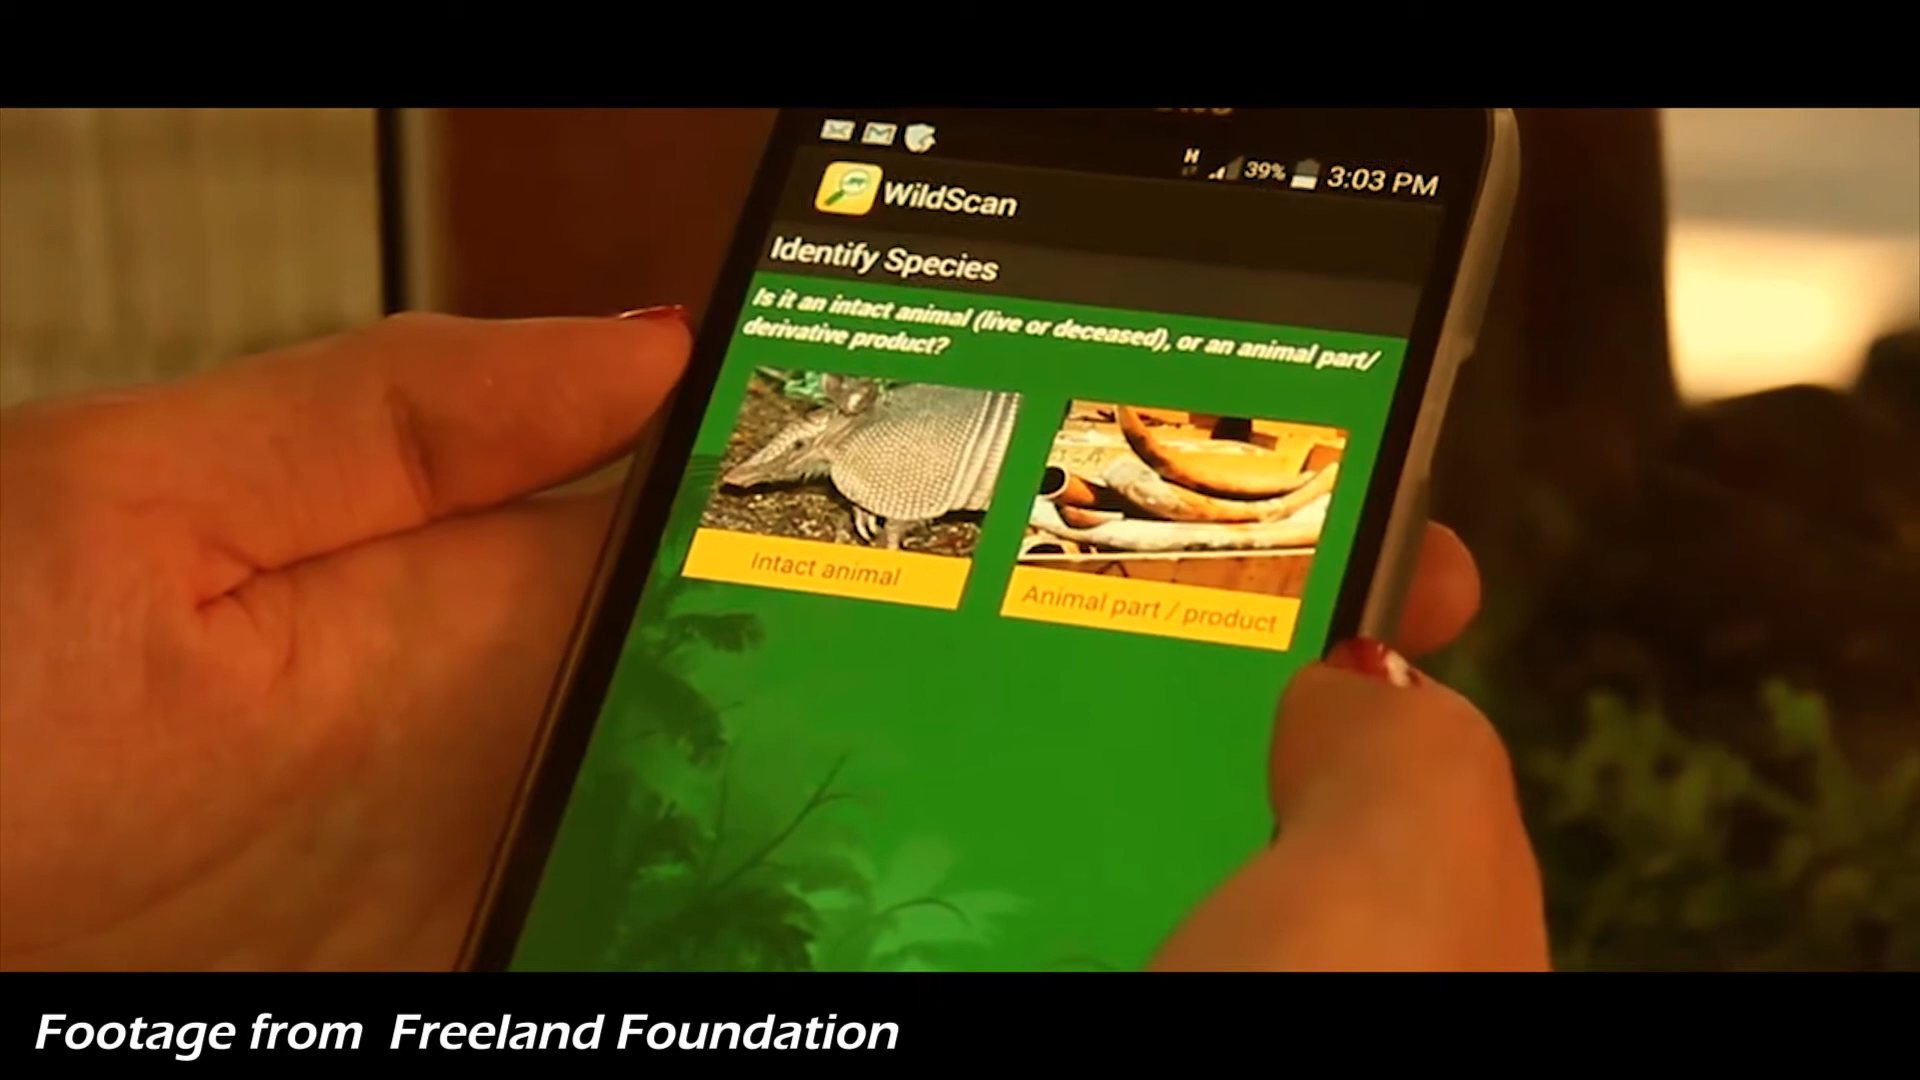 39% 3:03 PM
WildScan
Identify Species
Is it an intact animal (live or deceased), or an animal part/
derivative product?
Intact animal
Animal part / product
Footage from Freeland Foundation